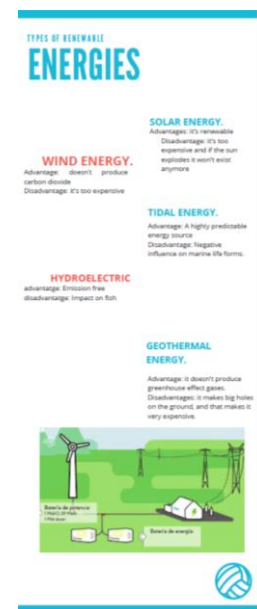 TYPES OF RENEWABLE
ENERGIES
SOLAR ENERGY.
Advantages: it's renewable
Disadvantage: it's too
expensive and if the sun
explodes it won't exist
anymore
WIND ENERGY.
Advantage: doesn't produce
carbon dioxide
Disadvantage: it's too expensive
TIDAL ENERGY.
Advantage: A highly predictable
energy source
Disadvantage: Negative
influence on marine life forms.
HYDROELECTRIC
advantatge: Emission free
disadvantatge: Impact on fish
GEOTHERMAL
ENERGY.
Advantage: it doesn't produce
greenhouse effect gases.
Disadvantages: it makes big holes
on the ground, and that makes it
very expensive.
Batería de potencia
Batería de energía